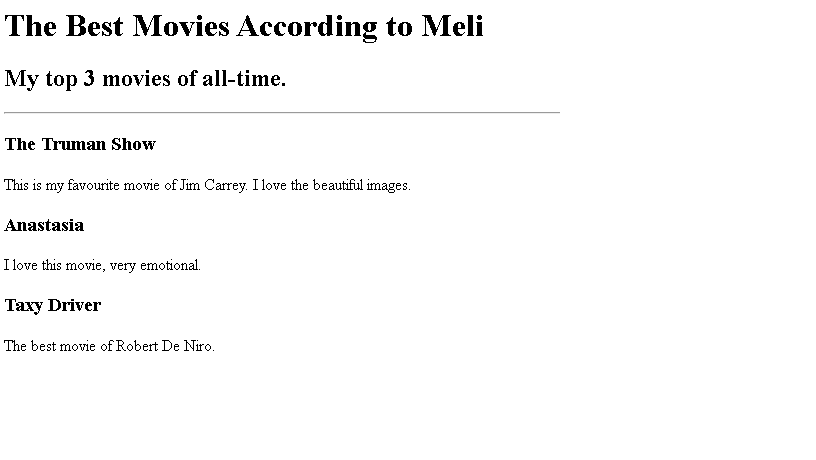 The Best Movies According to Meli
My top 3 movies of all-time.
The Truman Show
This is my favourite movie of Jim Carrey. I love the beautiful images.
Anastasia
I love this movie, very emotional.
Taxy Driver
The best movie of Robert De Niro.